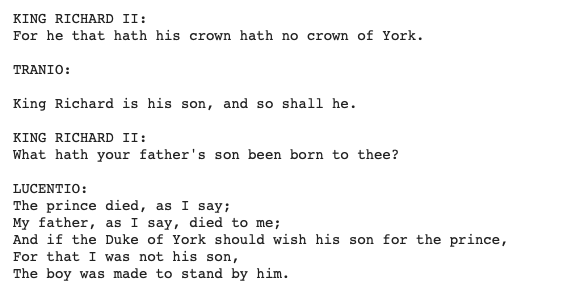 KING RICHARD II:
For he that hath his crown hath no crown of York.
TRANIO:
King Richard is his son, and so shall he.
KING RICHARD II:
What hath your father's son been born to thee?
LUCENTIO:
The prince died, as I say;
My father, as I say, died to me;
And if the Duke of York should wish his son for the prince,
For that I was not his son,
The boy was made to stand by him.